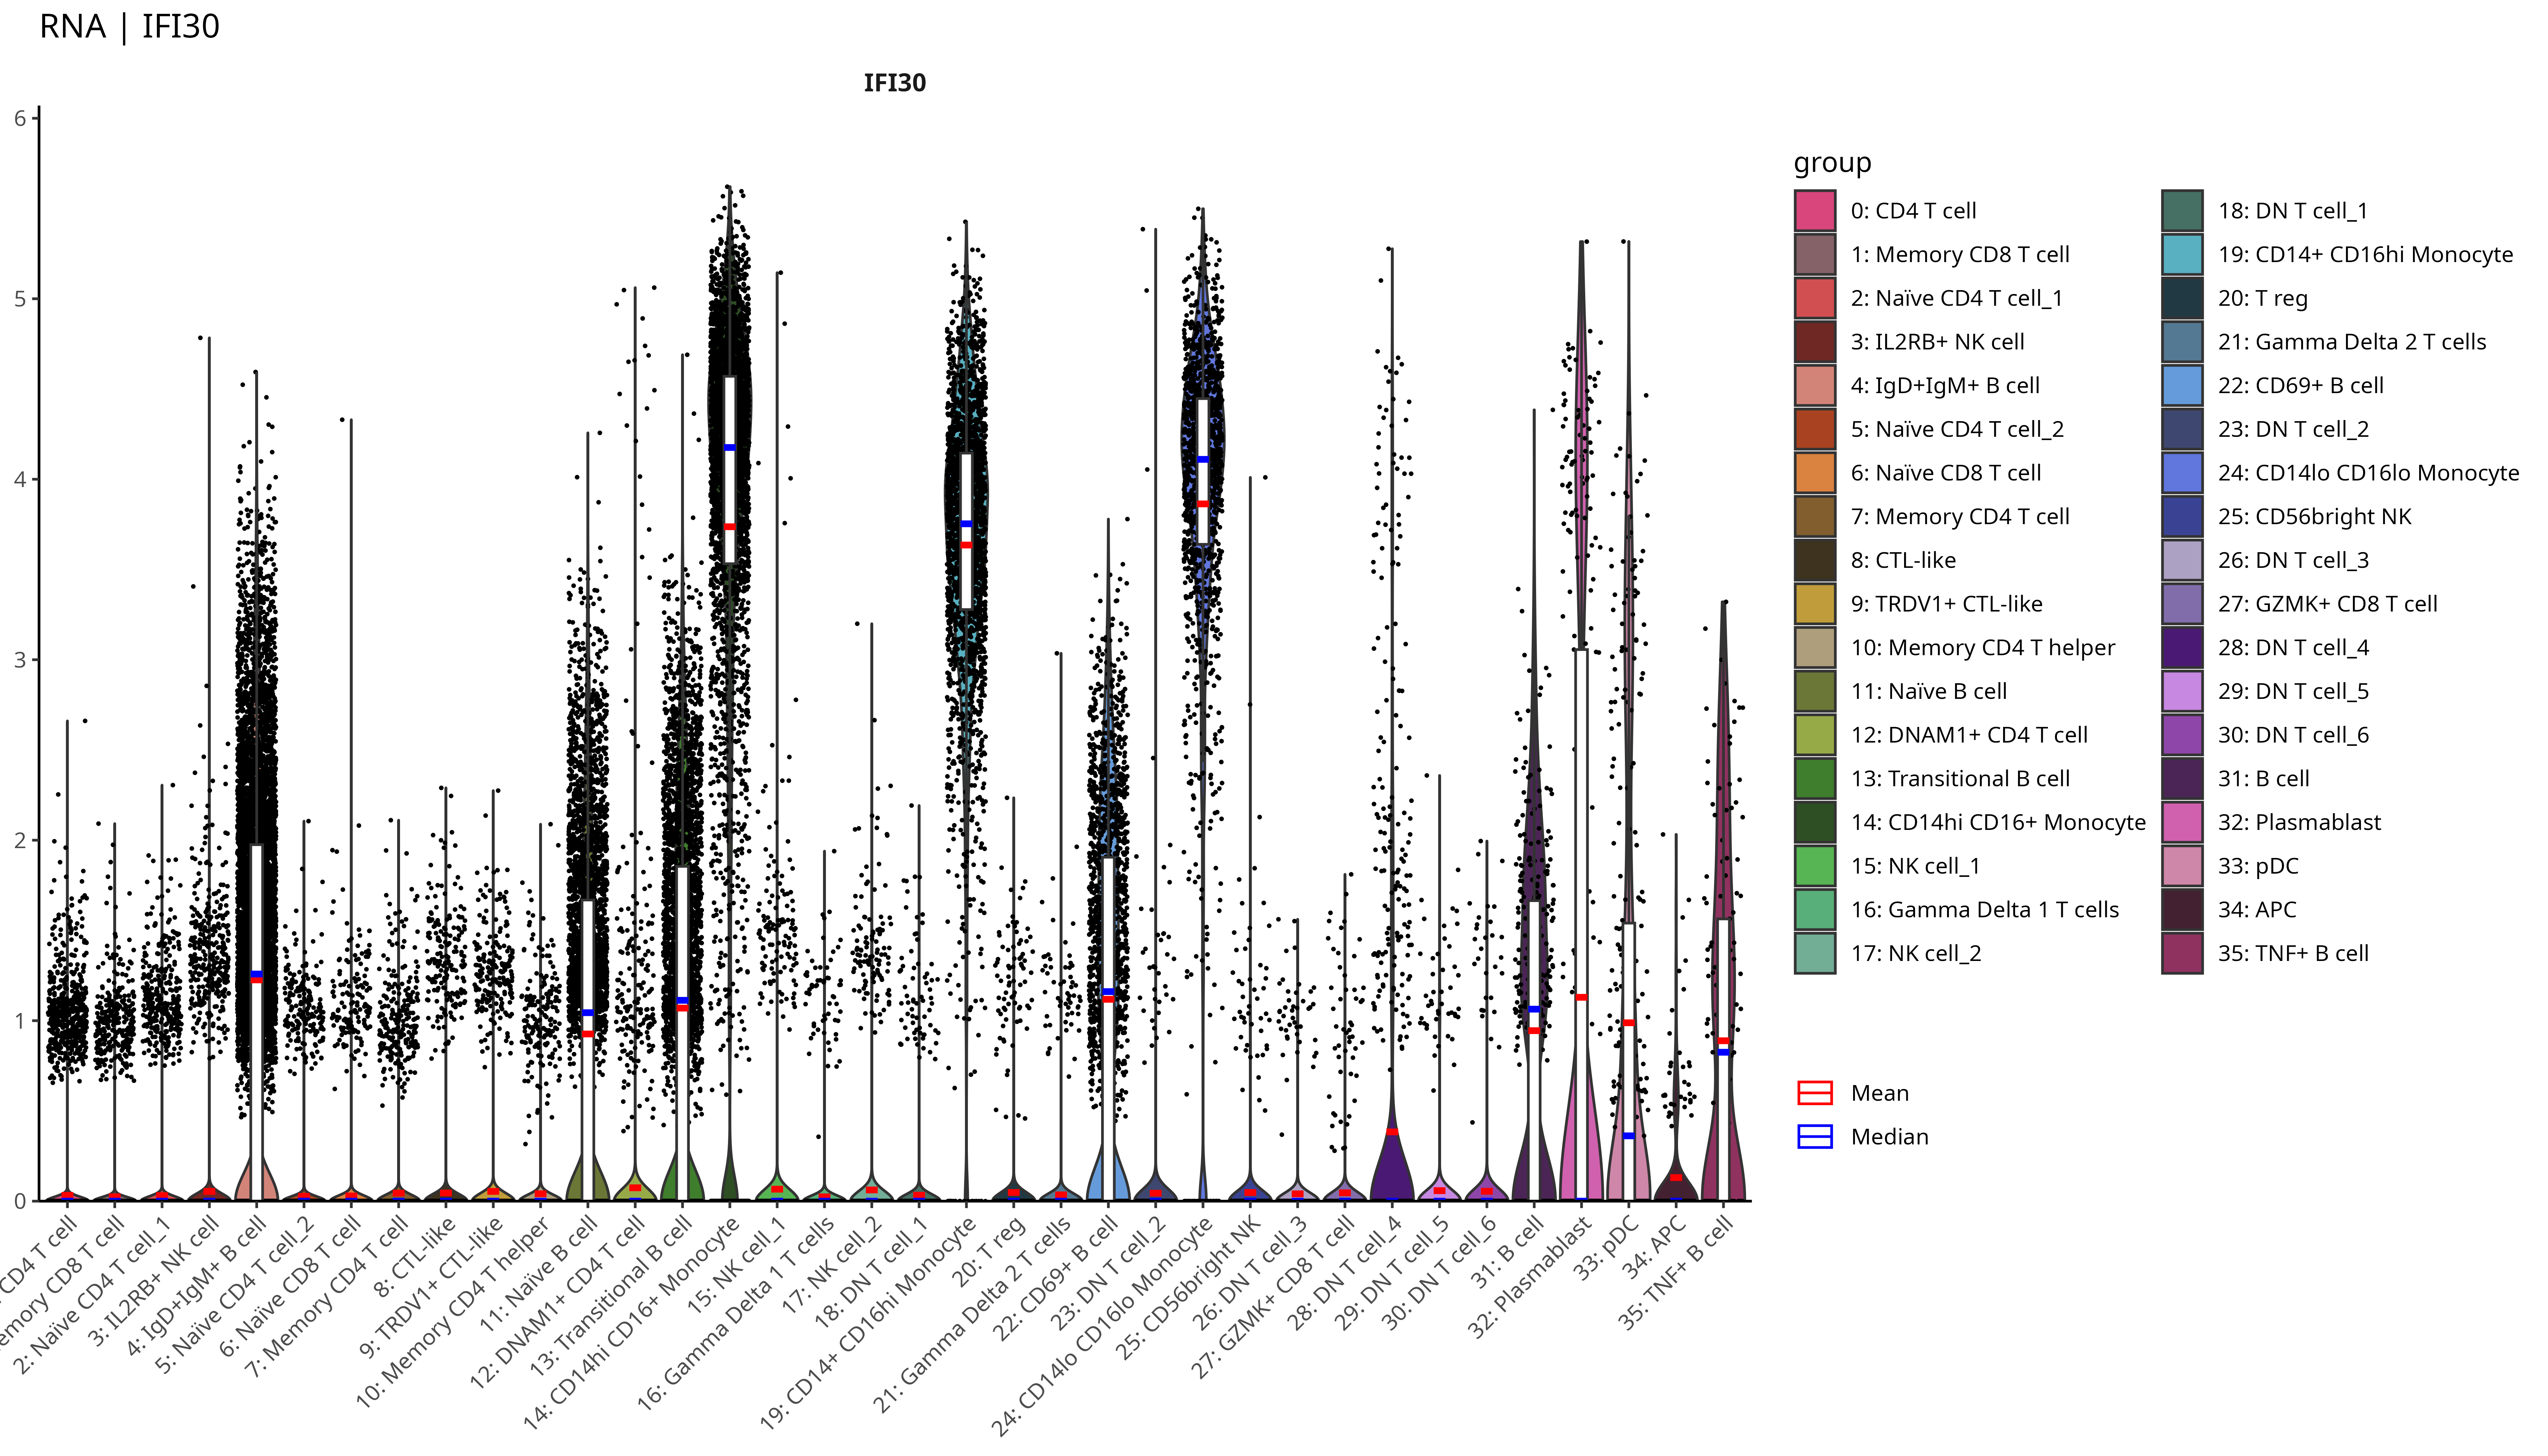 RNA | IFI30
IFI30
6
5
4
3
2
1
0
CD4 T cell
CD8 T cell
2: Naïve CD4 T cell_1
3: IL2RB+ NK cell
4: IgD+IgM+ B cell
5: Naïve CD4 T cell_2
6: Naïve CD8 T cell
7: Memory CD4 T cell
8: CTL-like
9: TRDV1+ CTL-like
10: Memory CD4 T helper
11: Naïve B cell
12: DNAM1+ CD4 T cell
13: Transitional B cell
14: CD14hi CD16+ Monocyte
15: NK cell_1
16: Gamma Delta 1 T cells
17: NK cell_2
18: DN T cell_1
19: CD14+ CD16hi Monocyte
20: T reg
21: Gamma Delta 2 T cells
22: CD69+ B cell
23: DN T cell_2
24: CD14lo CD16lo Monocyte
25: CD56bright NK
26: DN T cell_3
27: GZMK+ CD8 T cell
28: DN T cell_4
29: DN T cell_5
30: DN T cell_6
31: B cell
32: Plasmablast
33: pDC
34: APC
35: TNF+ B cell
group
0: CD4 T cell
1: Memory CD8 T cell
2: Naïve CD4 T cell_1
3: IL2RB+ NK cell
4: IgD+IgM+ B cell
5: Naïve CD4 T cell_2
6: Naïve CD8 T cell
7: Memory CD4 T cell
8: CTL-like
9: TRDV1+ CTL-like
10: Memory CD4 T helper
11: Naïve B cell
12: DNAM1+ CD4 T cell
13: Transitional B cell
14: CD14hi CD16+ Monocyte
15: NK cell_1
16: Gamma Delta 1 T cells
17: NK cell_2
18: DN T cell_1
19: CD14+ CD16hi Monocyte
20: T reg
21: Gamma Delta 2 T cells
22: CD69+ B cell
23: DN T cell_2
24: CD14lo CD16lo Monocyte
25: CD56bright NK
26: DN T cell_3
27: GZMK+ CD8 T cell
28: DN T cell_4
29: DN T cell_5
30: DN T cell_6
31: B cell
32: Plasmablast
33: pDC
34: APC
35: TNF+ B cell
Mean
Median